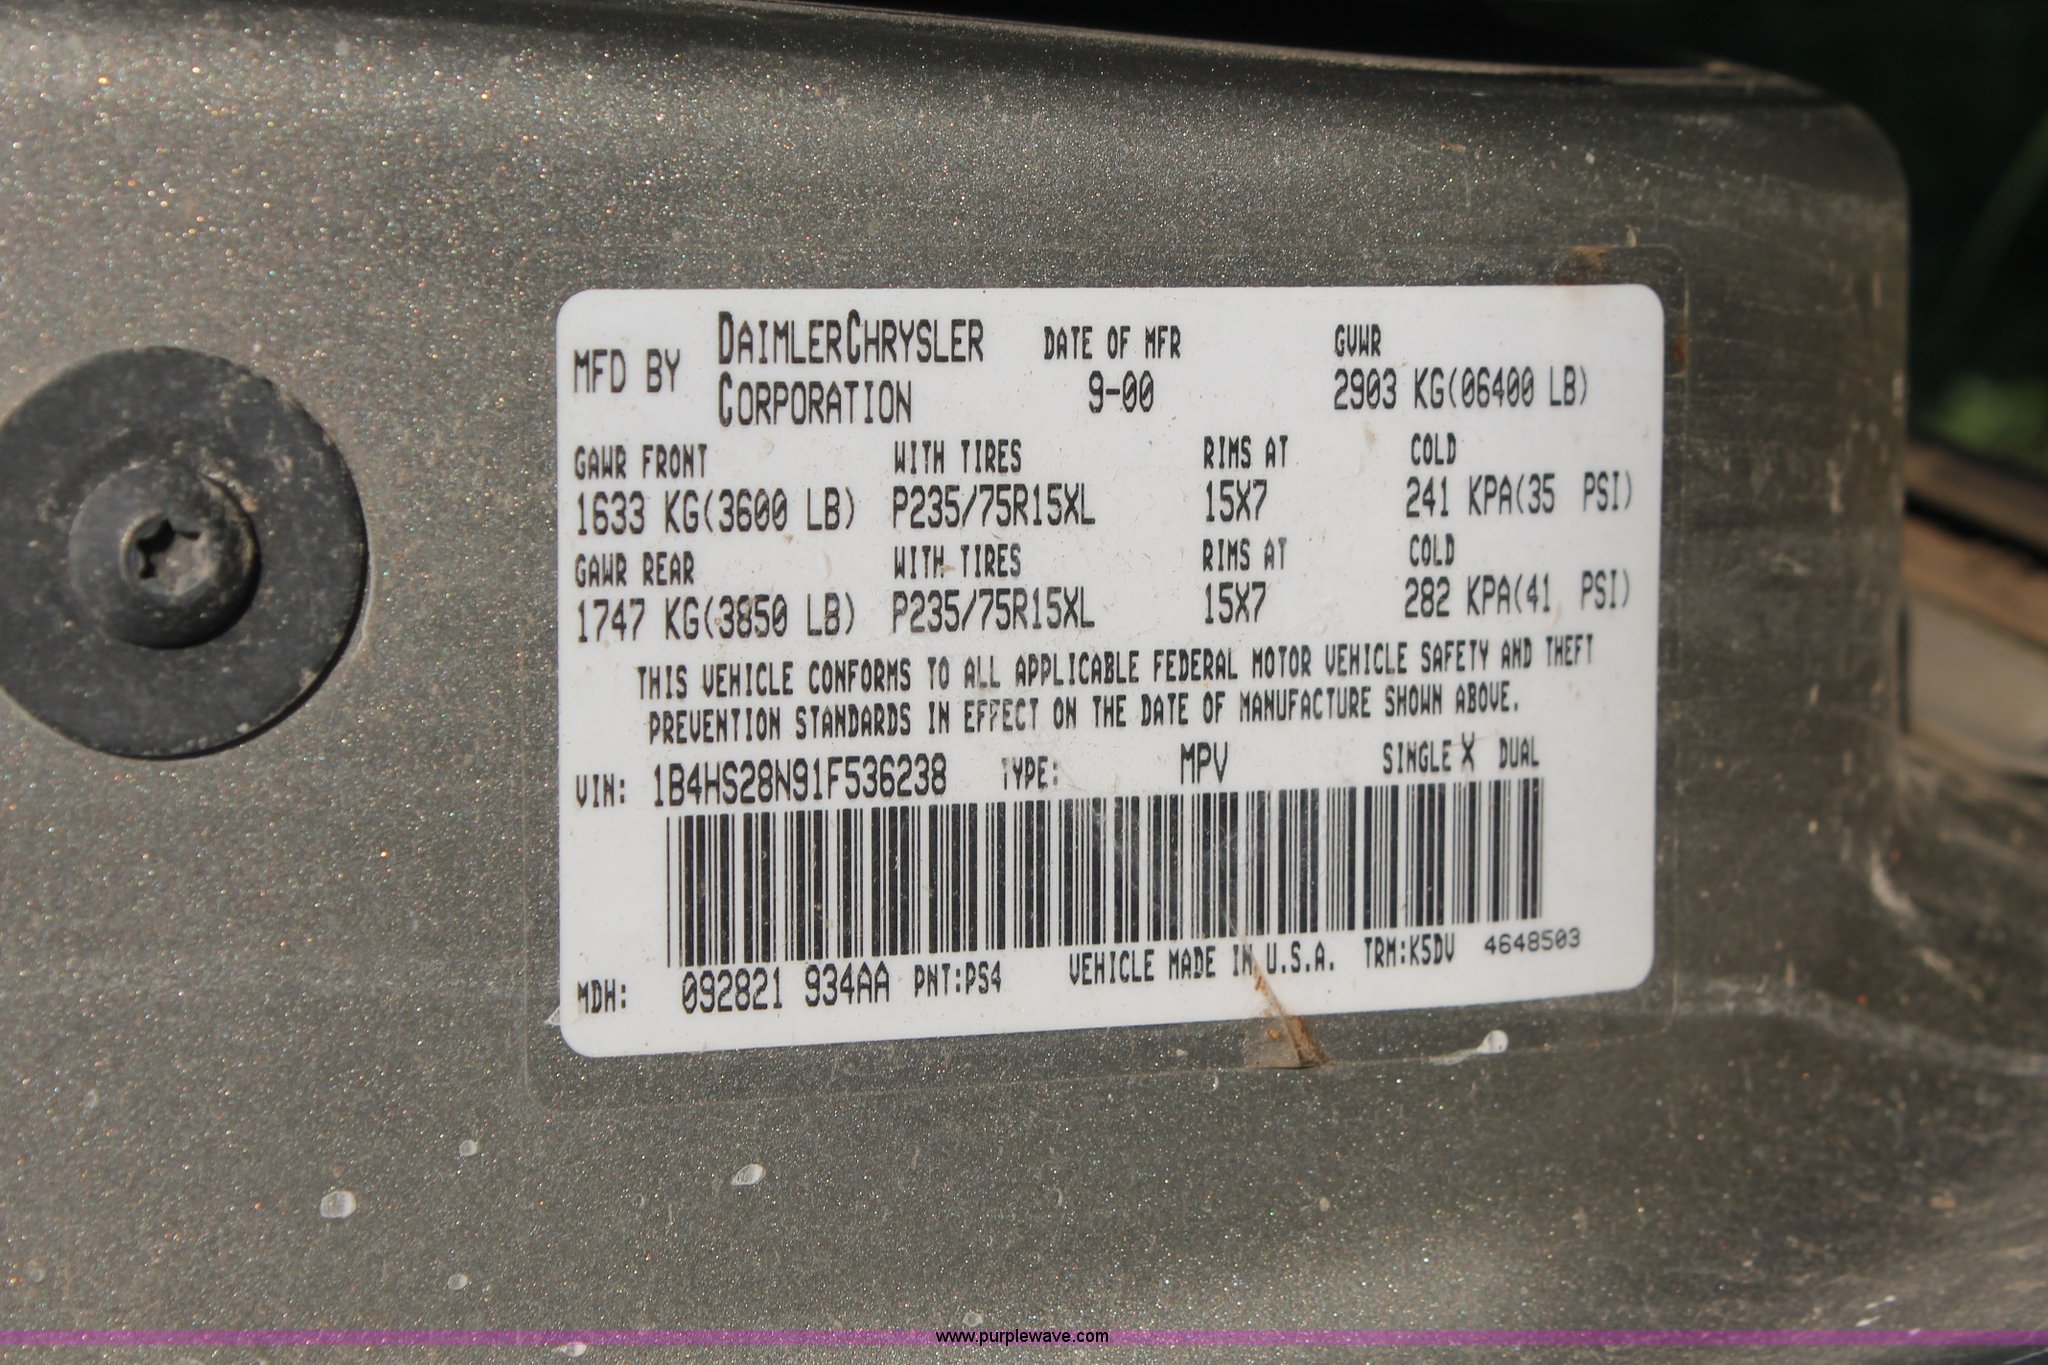 MFD BY DAIMLERCHRYSLER CORPORATION DATE OF MFR 9-00 GVWR 2903 KG(06400 LB)
GAWR FRONT WITH TIRES RIMS AT COLD
1633 KG(3600 LB) P235/75R15XL 15X7 241 KPA(35 PSI)
GAWR REAR WITH TIRES RIMS AT COLD
1747 KG(3850 LB) P235/75R15XL 15X7 282 KPA(41 PSI)
THIS VEHICLE CONFORMS TO ALL APPLICABLE FEDERAL MOTOR VEHICLE SAFETY AND THEFT
PREVENTION STANDARDS IN EFFECT ON THE DATE OF MANUFACTURE SHOWN ABOVE.
VIN: 1B4HS28N91F536238 TYPE: MPV SINGLE X DUAL
MDH: 092821 934AA PNT:PS4 VEHICLE MADE IN U.S.A. TRM:K5DV 4648503
www.purplewave.com